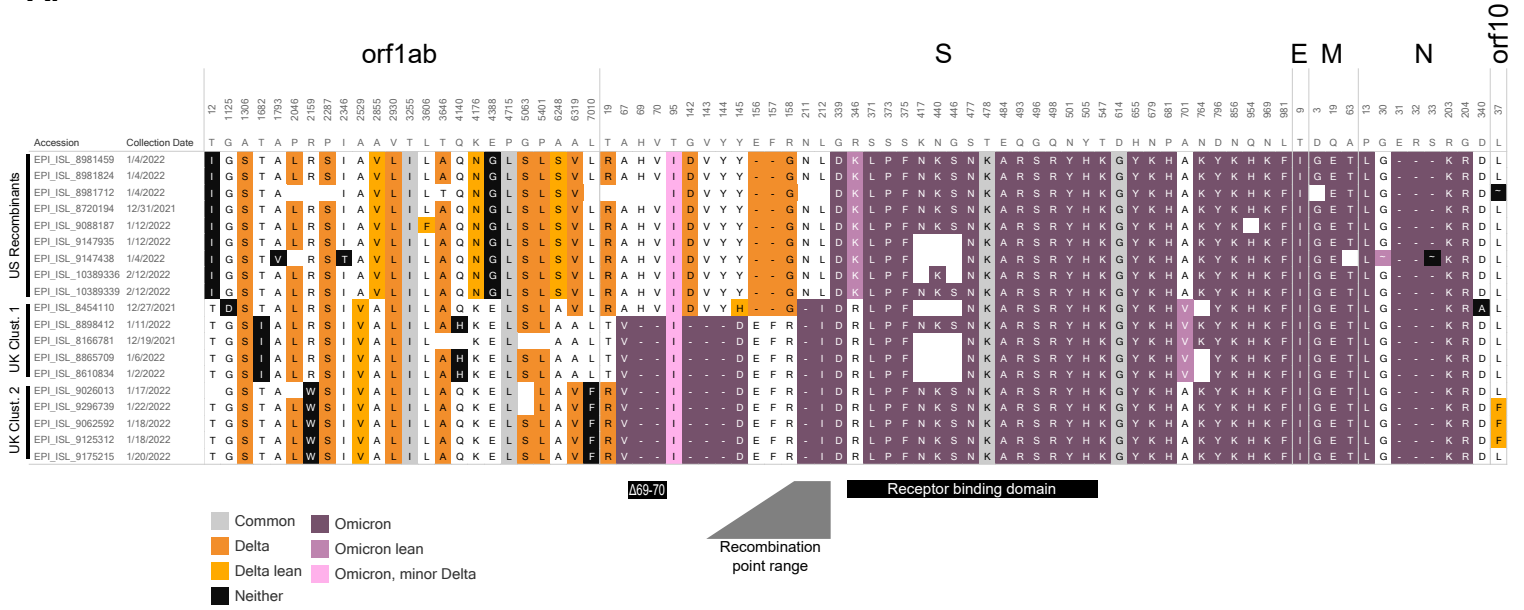 orf1ab S E M N orf10
12 1125 1306 1682 1793 2046 2159 2287 2346 2529 2855 2930 3255 3606 3646 4140 4176 4388 4715 5063 5401 6248 6319 7010 19 67 19 70 95 142 143 144 145 156 157 158 211 212 339 346 371 373 375 417 440 446 477 478 484 493 496 498 501 505 547 614 655 679 681 701 764 796 856 954 969 981 9 3 19 63 13 30 31 32 33 203 204 340 37
Accession Collection Date T G A T A P R P I A A V T L T Q K E P G P A A L T A H V T G V Y Y E F R N L G R S S S K N G S T E Q G Q N Y T D H N P A N D N Q N L T D Q A P G E R S R G D L
US Recombinants
EPI_ISL_8981459 1/4/2022 I G S T A L R S I A V L I L A Q N G L S L S V L R A H V I D V Y Y - - G N L D K L P F N K S N K A R S R Y H K G Y K H A K Y K H K F I G E T L G - - - K R D L
EPI_ISL_8981824 1/4/2022 I G S T A L R S I A V L I L A Q N G L S L S V L R A H V I D V Y Y - - G N L D K L P F N K S N K A R S R Y H K G Y K H A K Y K H K F I G E T L G - - - K R D L
EPI_ISL_8981712 1/4/2022 I G S T A I A V L I L T Q N G L S L S V I D V Y Y - - G D K L P F N K S N K A R S R Y H K G Y K H A K Y K H K F I E T L G - - - K R D ~
EPI_ISL_8720194 12/31/2021 I G S T A L R S I A V L I L A Q N G L S L S V L R A H V I D V Y Y - - G N L D K L P F N K S N K A R S R Y H K G Y K H A K Y K H K F I G E T L G - - - K R D L
EPI_ISL_9088187 1/12/2022 I G S T A L R S I A V L I F A Q N G L S L S V L R A H V I D V Y Y - - G N L D K L P F N K S N K A R S R Y H K G Y K H A K Y K K F I G E T L G - - - K R D L
EPI_ISL_9147935 1/12/2022 I G S T A L R S I A V L I L A Q N G L S L S V L R A H V I D V Y Y - - G N L D K L P F N K A R S R Y H K G Y K H A K Y K H K F I G E T L G - - - K R D L
EPI_ISL_9147438 1/4/2022 I G S T V R S T A V L I L A Q N G L S L S V L R A H V I D V Y Y - - G N L D K L P F N K A R S R Y H K G Y K H A K Y K H K F I G E L ~ - - ~ K R D L
EPI_ISL_10389336 2/12/2022 I G S T A L R S I A V L I L A Q N G L S L S V L R A H V I D V Y Y - - G N L D K L P F K N K A R S R Y H K G Y K H A K Y K H K F I G E T L G - - - K R D L
EPI_ISL_10389339 2/12/2022 I G S T A L R S I A V L I L A Q N G L S L S V L R A H V I D V Y Y - - G N L D K L P F N K S N K A R S R Y H K G Y K H A K Y K H K F I G E T L G - - - K R D L
UK Clust. 1
EPI_ISL_8454110 12/27/2021 T D S T A L R S I V A L I L A Q K E L S L A V L R A H V I D V Y H - - G - I D R L P F N K A R S R Y H K G Y K H V Y K H K F I G E T L G - - - K R A L
EPI_ISL_8898412 1/11/2022 T G S I A L R S I V A L I L A H K E L S L A A L T V - - I - - - D E F R - I D R L P F N K S N K A R S R Y H K G Y K H V K Y K H K F I G E T L G - - - K R D L
EPI_ISL_8166781 12/19/2021 T G S I A L R S I V A L I L K E L A A L T V - - I - - - D E F R - I D R L P F N K A R S R Y H K G Y K H V K Y K H K F I G E T L G - - - K R D L
EPI_ISL_8865709 1/6/2022 T G S I A L R S I V A L I L A H K E L S L A A L T V - - I - - - D E F R - I D R L P F N K A R S R Y H K G Y K H V Y K H K F I G E T L G - - - K R D L
EPI_ISL_8610834 1/2/2022 T G S I A L R S I V A L I L A H K E L S L A A L T V - - I - - - D E F R - I D R L P F N K A R S R Y H K G Y K H V Y K H K F I G E T L G - - - K R D L
UK Clust. 2
EPI_ISL_9026013 1/17/2022 G S T A W S I V A L I L A Q K E L L A V F R V - - I - - - D E F R - I D R L P F N K S N K A R S R Y H K G Y K H A K Y K H K F I G E T L G - - - K R D L
EPI_ISL_9296739 1/22/2022 T G S T A L W S I V A L I L A Q K E L L A V F R V - - I - - - D E F R - I D R L P F N K S N K A R S R Y H K G Y K H A K Y K H K F I G E T L G - - - K R D F
EPI_ISL_9062592 1/18/2022 T G S T A L W S I V A L I L A Q K E L S L A V F R V - - I - - - D E F R - I D R L P F N K S N K A R S R Y H K G Y K H A K Y K H K F I G E T L G - - - K R D F
EPI_ISL_9125312 1/18/2022 T G S T A L W S I V A L I L A Q K E L S L A V F R V - - I - - - D E F R - I D R L P F N K S N K A R S R Y H K G Y K H A K Y K H K F I G E T L G - - - K R D F
EPI_ISL_9175215 1/20/2022 T G S T A L W S I V A L I L A Q K E L S L A V F R V - - I - - - D E F R - I D R L P F N K S N K A R S R Y H K G Y K H A K Y K H K F I G E T L G - - - K R D L
Δ69-70
Receptor binding domain
Recombination
point range
Common
Delta
Delta lean
Neither
Omicron
Omicron lean
Omicron, minor Delta